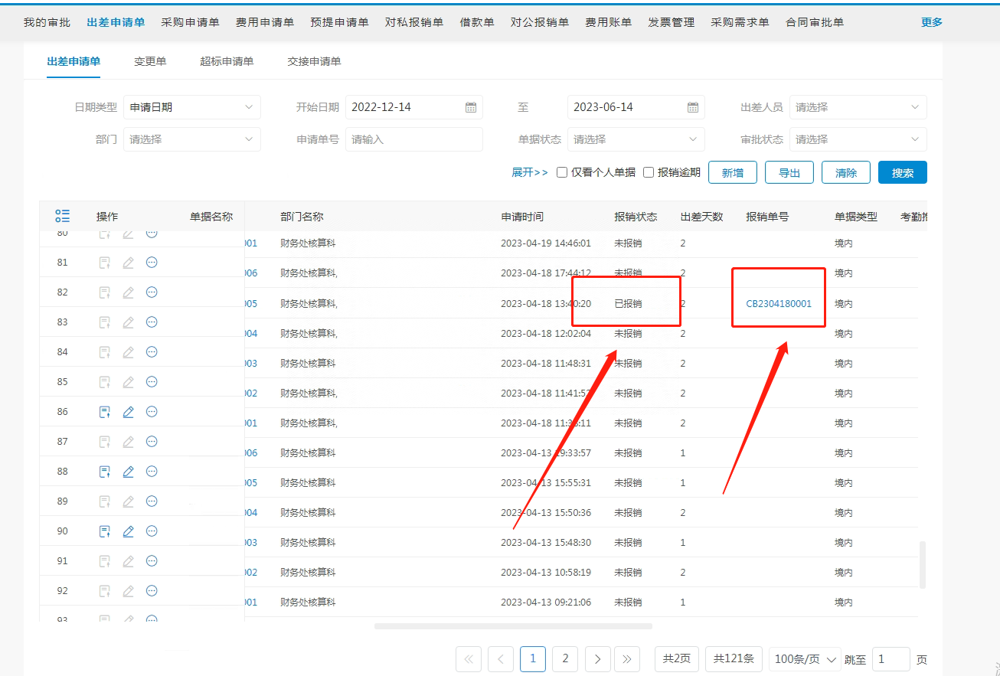 我的审批 出差申请单 采购申请单 费用申请单 预提申请单 对私报销单 借款单 对公报销单 费用账单 发票管理 采购需求单 合同审批单 更多
出差申请单 变更单 超标申请单 交接申请单
日期类型 申请日期 开始日期 2022-12-14 至 2023-06-14 出差人员 请选择
部门 请选择 申请单号 请输入 单据状态 请选择 审批状态 请选择
展开>> 仅看个人单据 报销逾期 新增 导出 清除 搜索
操作 单据名称 部门名称 申请时间 报销状态 出差天数 报销单号 单据类型
80 001 财务处核算科 2023-04-19 14:46:01 未报销 2 境内
81 006 财务处核算科, 2023-04-18 17:44:12 未报销 2 境内
82 005 财务处核算科, 2023-04-18 13:40:20 已报销 2 CB2304180001 境内
83 004 财务处核算科, 2023-04-18 12:02:04 未报销 2 境内
84 003 财务处核算科, 2023-04-18 11:48:31 未报销 2 境内
85 002 财务处核算科, 2023-04-18 未报销 2 境内
86 001 财务处核算科, 2023-04-18 未报销 2 境内
87 006 财务处核算科 2023-04-13 未报销 1 境内
88 005 财务处核算科 2023-04-13 15:55:31 未报销 1 境内
89 004 财务处核算科 2023-04-13 15:50:36 未报销 2 境内
90 003 财务处核算科 2023-04-13 15:48:30 未报销 1 境内
91 002 财务处核算科 2023-04-13 10:58:19 未报销 2 境内
92 001 财务处核算科 2023-04-13 09:21:06 未报销 1 境内
93
1 2 共2页 共121条 100条/页 跳至 1 页